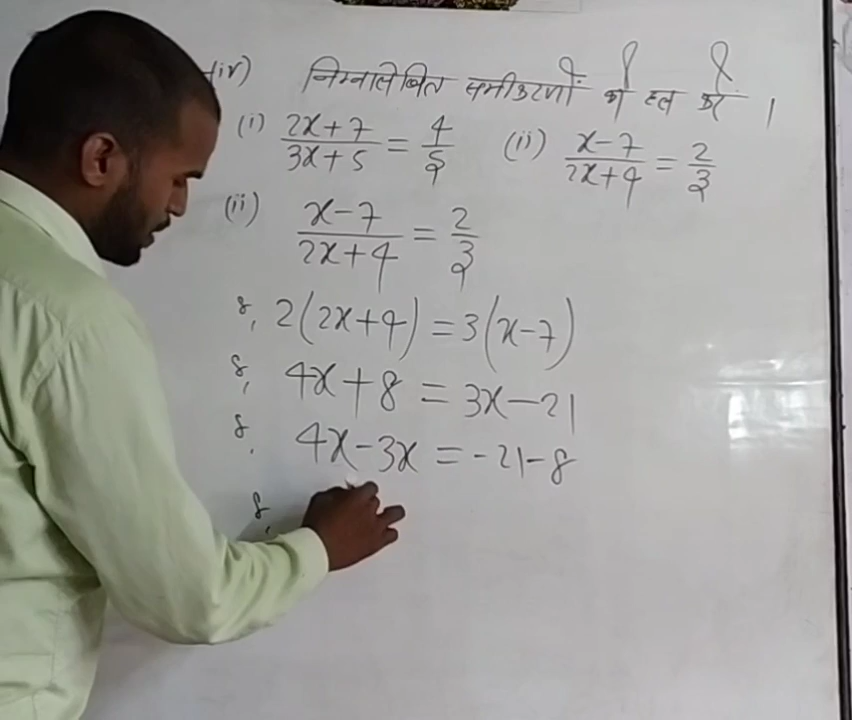 iv) निम्नलिखित समीकरणों को हल करें ।
(i) 2x+7/3x+5 = 4/5 (ii) x-7/2x+4 = 2/3
(ii) x-7/2x+4 = 2/3
2(2x+4) = 3(x-7)
4x+8 = 3x-21
4x-3x = -21-8